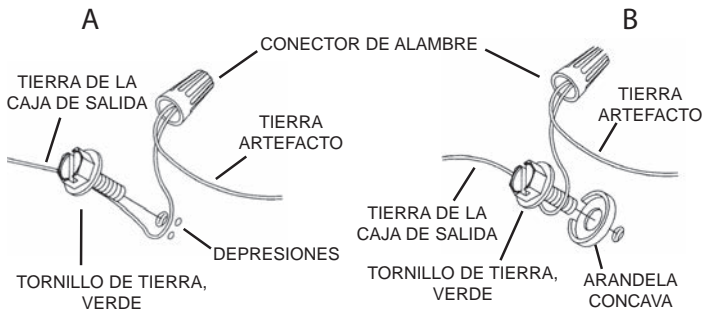 A
B
CONECTOR DE ALAMBRE
TIERRA DE LA
CAJA DE SALIDA
TIERRA
ARTEFACTO
DEPRESIONES
TORNILLO DE TIERRA,
VERDE
TIERRA
ARTEFACTO
TIERRA DE LA
CAJA DE SALIDA
TORNILLO DE TIERRA,
VERDE
ARANDELA
CONCAVA